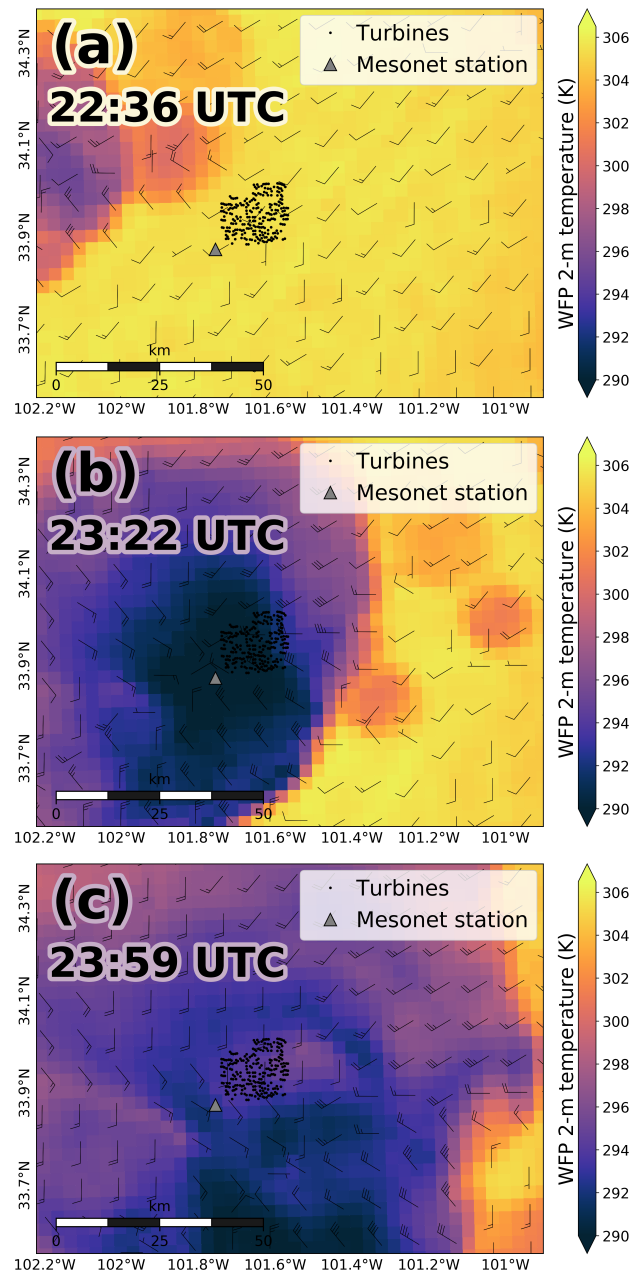 (a)
22:36 UTC
Turbines
Mesonet station
34.3°N
34.1°N
33.9°N
33.7°N
km
0 25 50
102.2°W 102°W 101.8°W 101.6°W 101.4°W 101.2°W 101°W
306
304
302
300
298
296
294
292
290
WFP 2-m temperature (K)
(b)
23:22 UTC
Turbines
Mesonet station
34.3°N
34.1°N
33.9°N
33.7°N
km
0 25 50
102.2°W 102°W 101.8°W 101.6°W 101.4°W 101.2°W 101°W
306
304
302
300
298
296
294
292
290
WFP 2-m temperature (K)
(c)
23:59 UTC
Turbines
Mesonet station
34.3°N
34.1°N
33.9°N
33.7°N
km
0 25 50
102.2°W 102°W 101.8°W 101.6°W 101.4°W 101.2°W 101°W
306
304
302
300
298
296
294
292
290
WFP 2-m temperature (K)